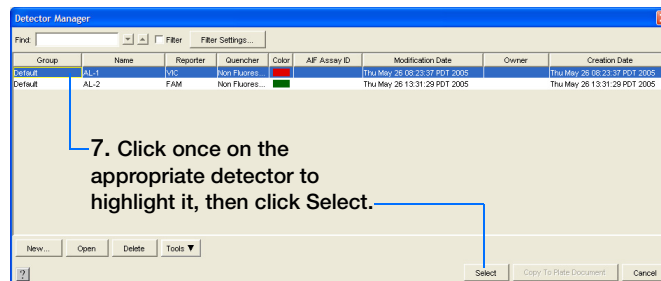 Detector Manager
Find: Filter Filter Settings...
Group Name Reporter Quencher Color AIF Assay ID Modification Date Owner Creation Date
Default AL-1 VIC Non Fluores... Thu May 26 08:23:37 PDT 2005 Thu May 26 08:23:37 PDT 2005
Default AL-2 FAM Non Fluores... Thu May 26 13:31:29 PDT 2005 Thu May 26 13:31:29 PDT 2005
7. Click once on the
appropriate detector to
highlight it, then click Select.
New... Open Delete Tools ▼
? Select Copy To Plate Document Cancel